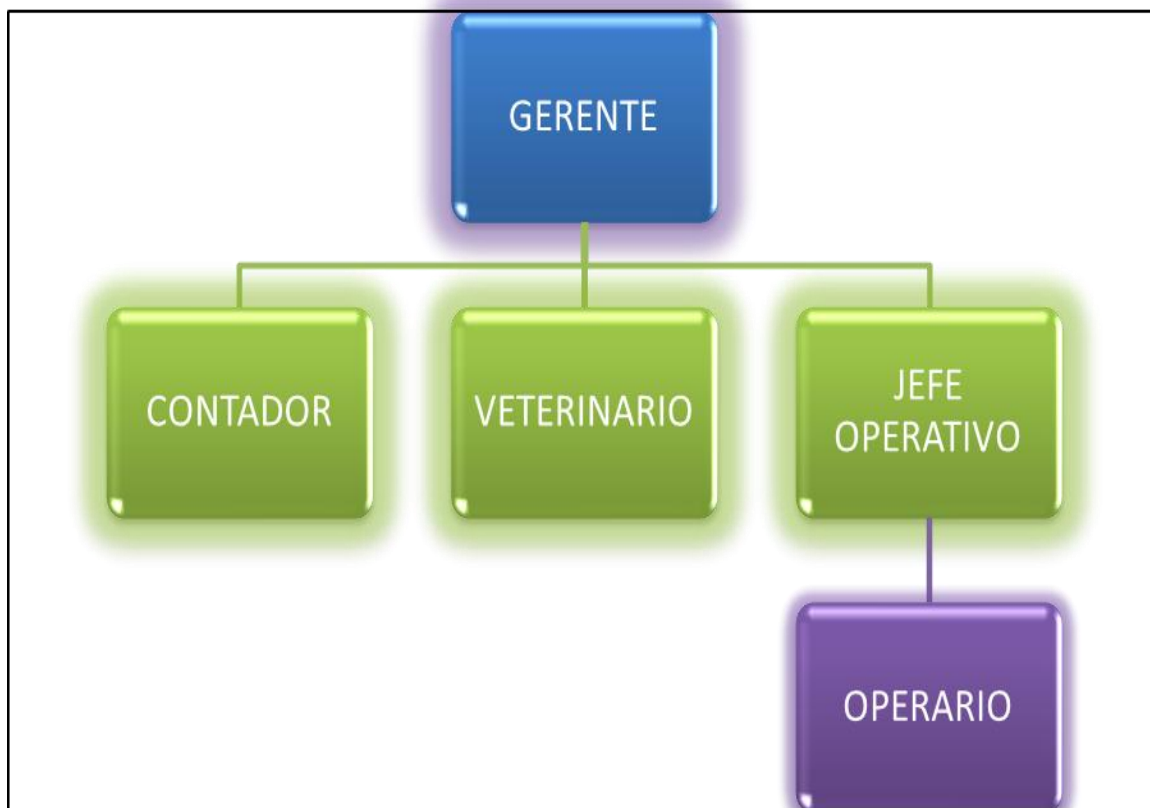 GERENTE
CONTADOR
VETERINARIO
JEFE
OPERATIVO
OPERARIO